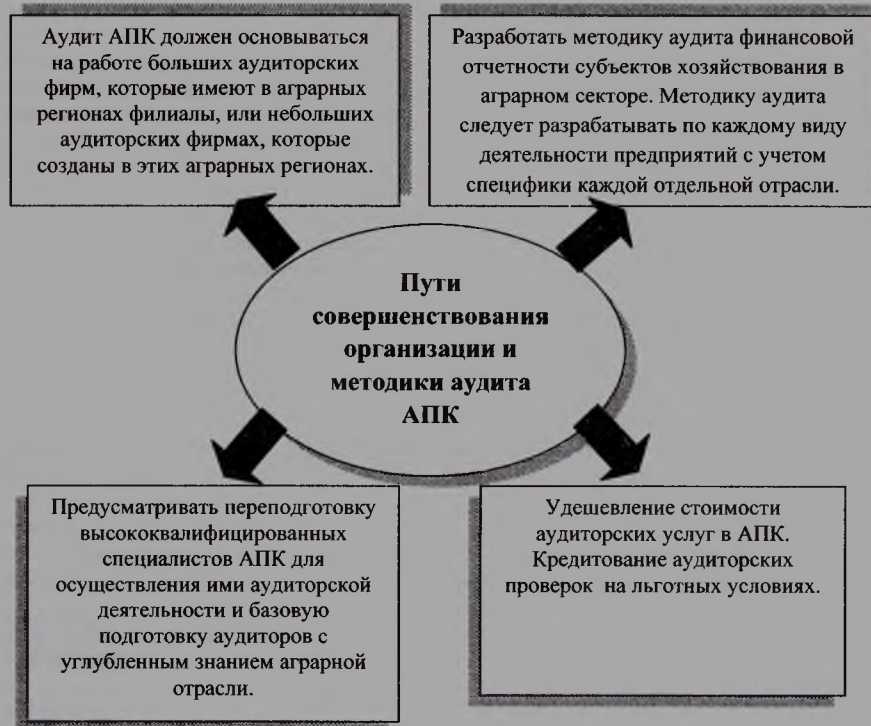 Аудит АПК должен основываться
на работе больших аудиторских
фирм, которые имеют в аграрных
регионах филиалы, или небольших
аудиторских фирмах, которые
созданы в этих аграрных регионах.
Разработать методику аудита финансовой
отчетности субъектов хозяйствования в
аграрном секторе. Методику аудита
следует разрабатывать по каждому виду
деятельности предприятий с учетом
специфики каждой отдельной отрасли.
Пути
совершенствования
организации и
методики аудита
АПК
Предусматривать переподготовку
высококвалифицированных
специалистов АПК для
осуществления ими аудиторской
деятельности и базовую
подготовку аудиторов с
углубленным знанием аграрной
отрасли.
Удешевление стоимости
аудиторских услуг в АПК.
Кредитование аудиторских
проверок на льготных условиях.